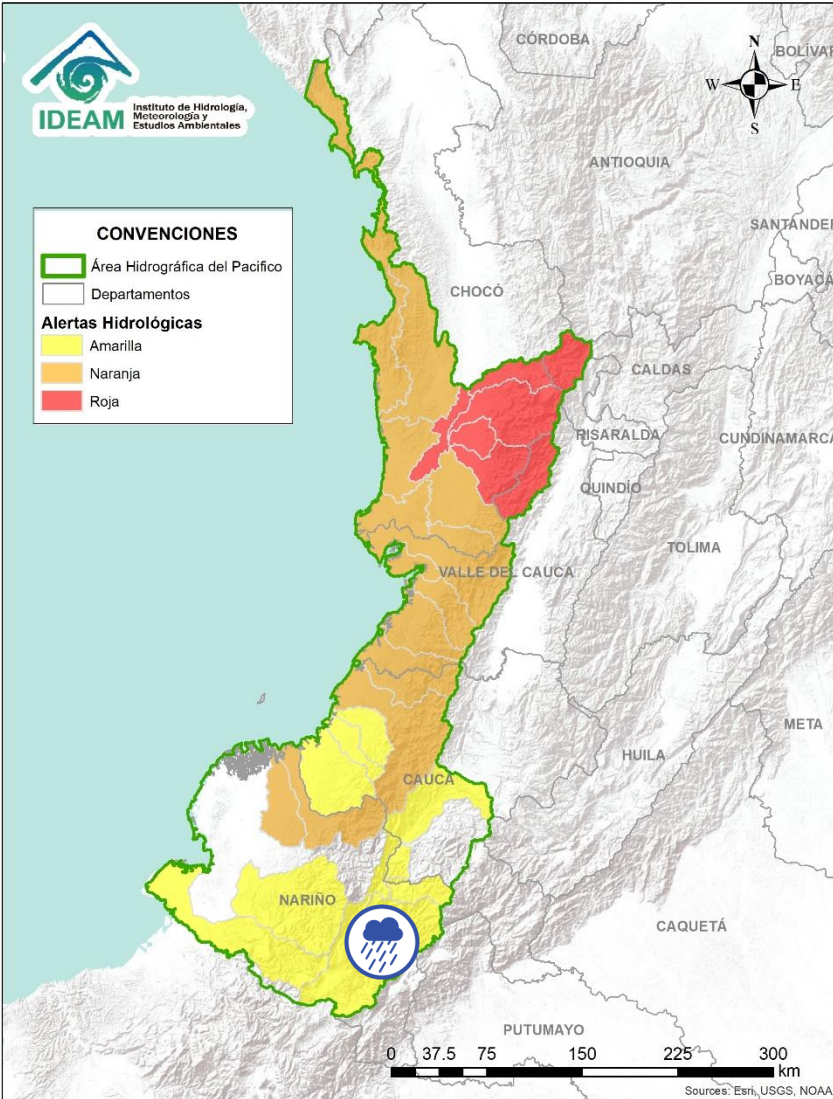 IDEAM
Instituto de Hidrología,
Meteorología y
Estudios Ambientales
N
W
E
S
CÓRDOBA
BOLÍVAR
ANTIOQUIA
SANTANDER
BOYACÁ
CONVENCIONES
Área Hidrográfica del Pacifico
Departamentos
Alertas Hidrológicas
Amarilla
Naranja
Roja
CHOCÓ
CALDAS
RISARALDA
CUNDINAMARCA
QUINDÍO
TOLIMA
VALLE DEL CAUCA
META
HUILA
CAUCA
NARIÑO
CAQUETÁ
PUTUMAYO
0 37.5 75 150 225 300
km
Sources: Esri, USGS, NOAA